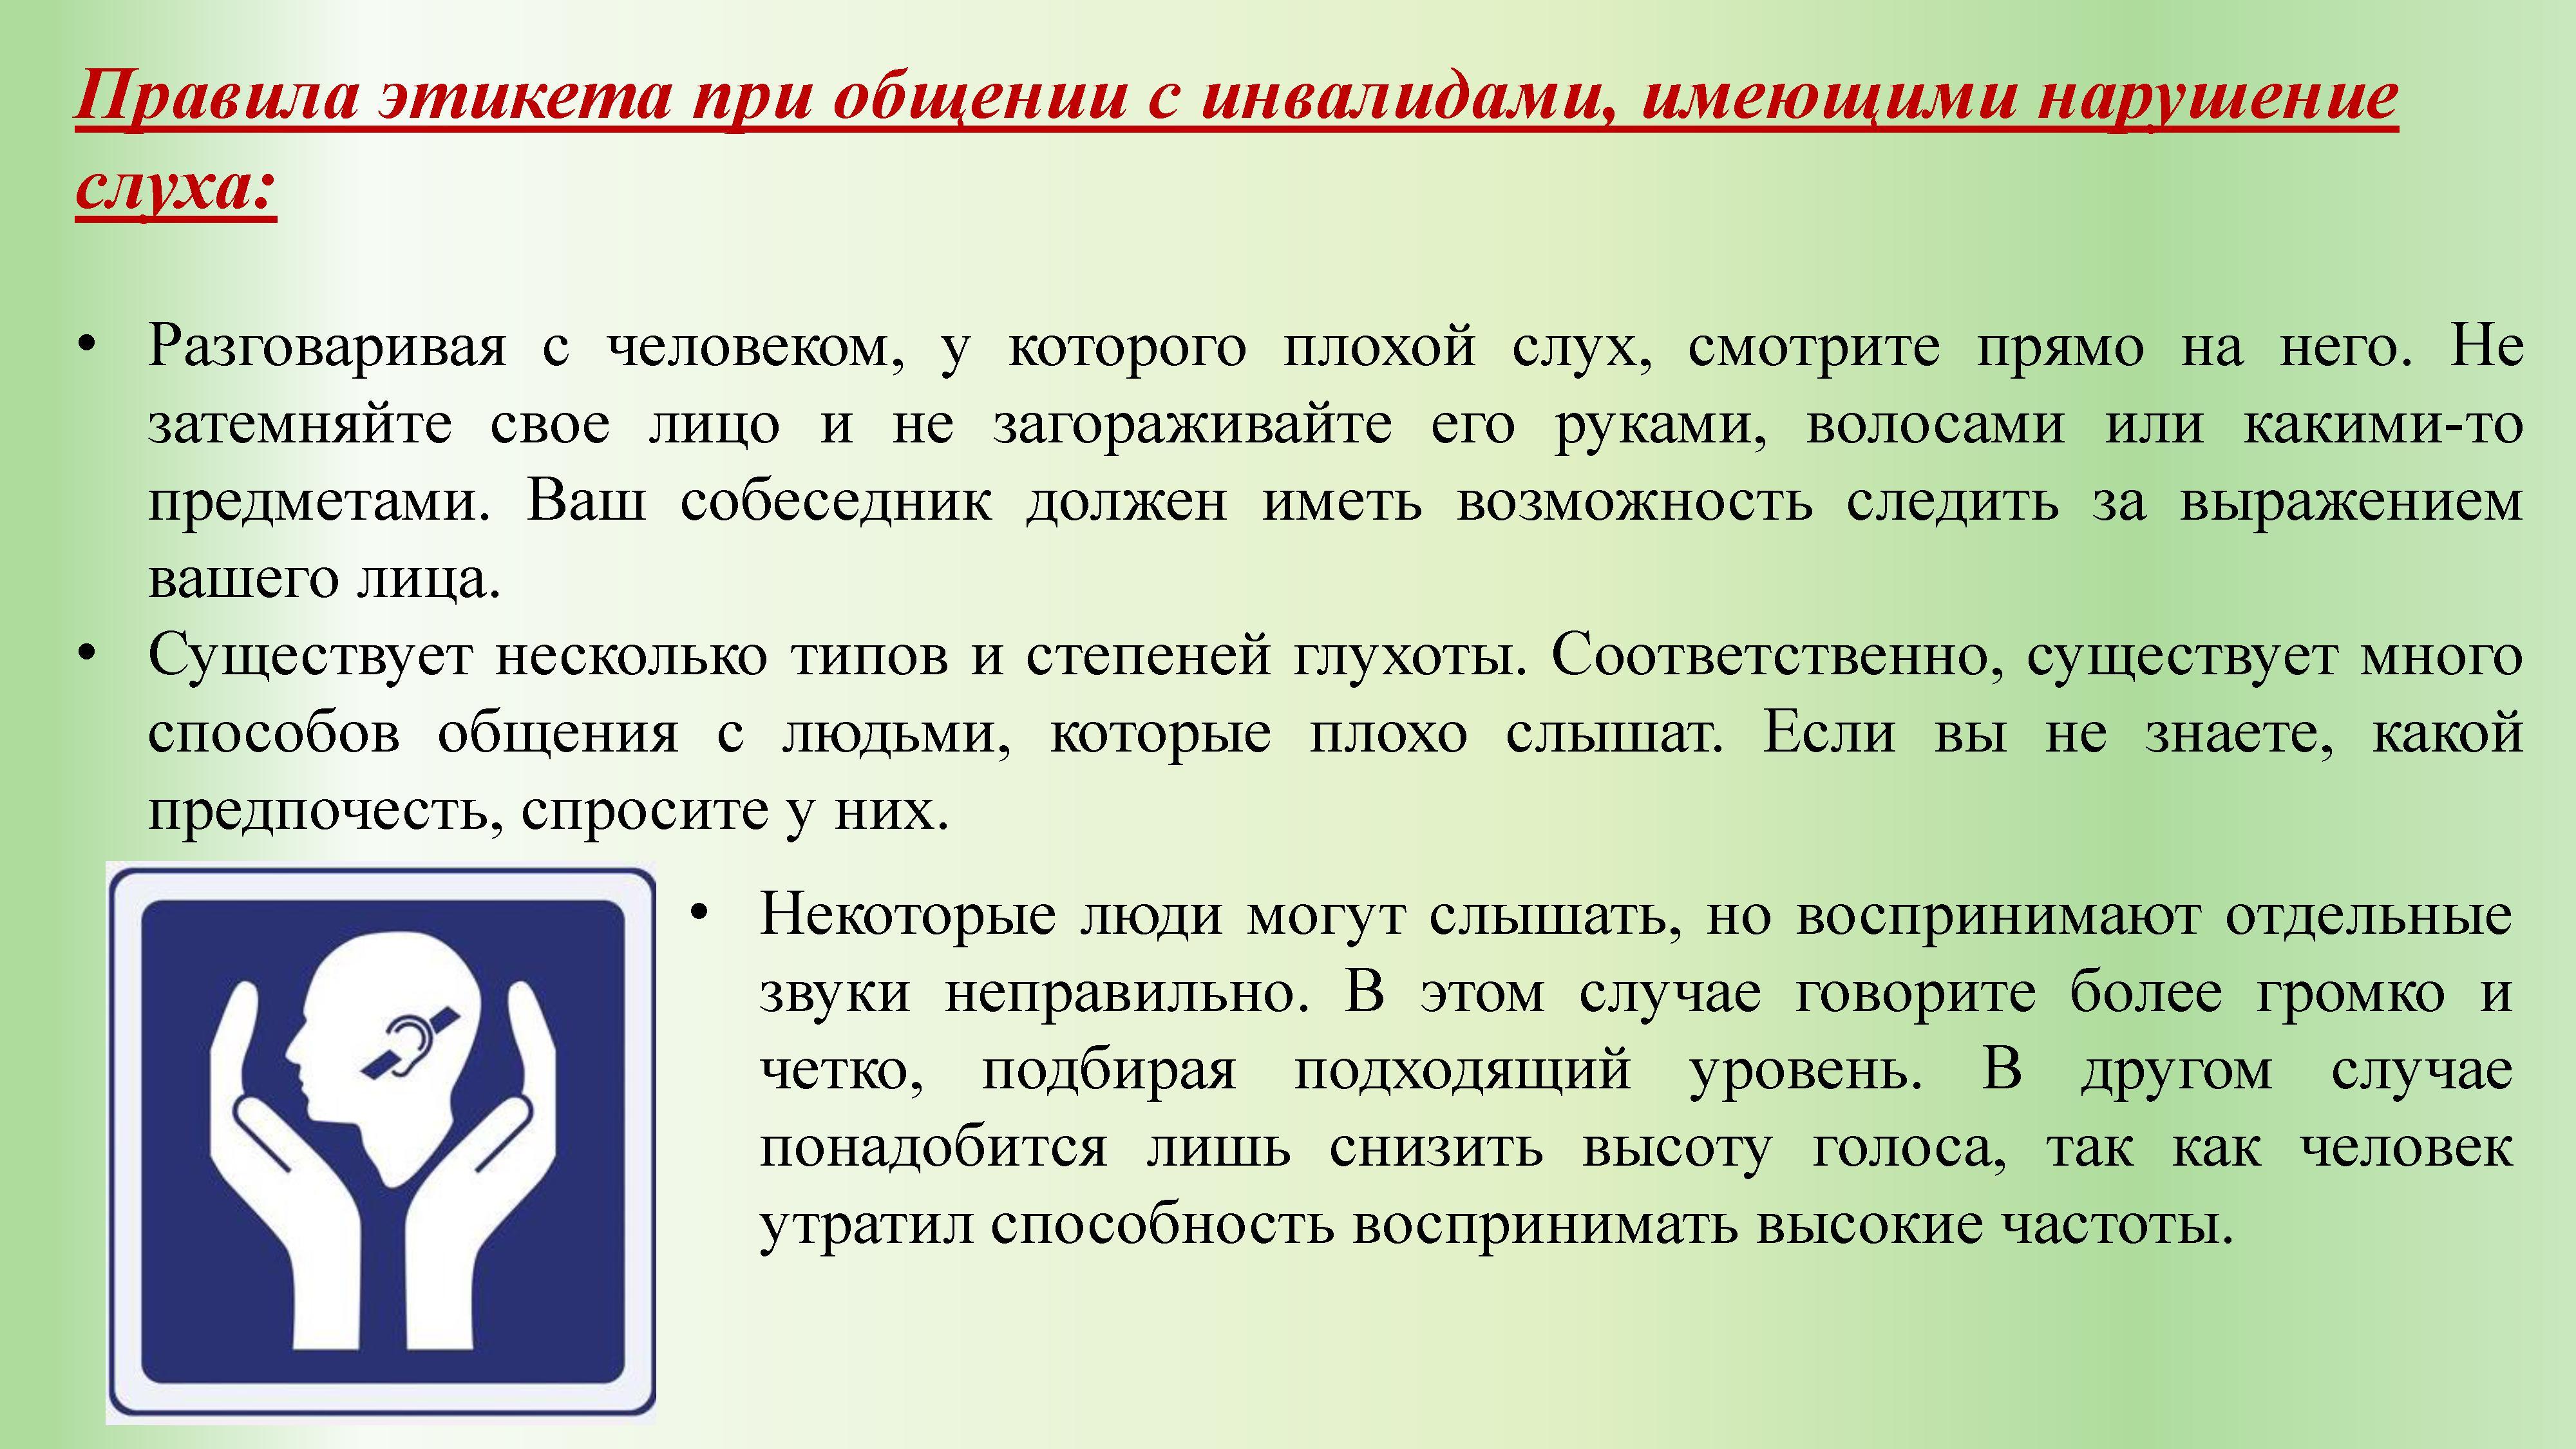 Правила этикета при общении с инвалидами, имеющими нарушение
слуха:
• Разговаривая с человеком, у которого плохой слух, смотрите прямо на него. Не
затемняйте свое лицо и не загораживайте его руками, волосами или какими-то
предметами. Ваш собеседник должен иметь возможность следить за выражением
вашего лица.
• Существует несколько типов и степеней глухоты. Соответственно, существует много
способов общения с людьми, которые плохо слышат. Если вы не знаете, какой
предпочесть, спросите у них.
• Некоторые люди могут слышать, но воспринимают отдельные
звуки неправильно. В этом случае говорите более громко и
четко, подбирая подходящий уровень. В другом случае
понадобится лишь снизить высоту голоса, так как человек
утратил способность воспринимать высокие частоты.